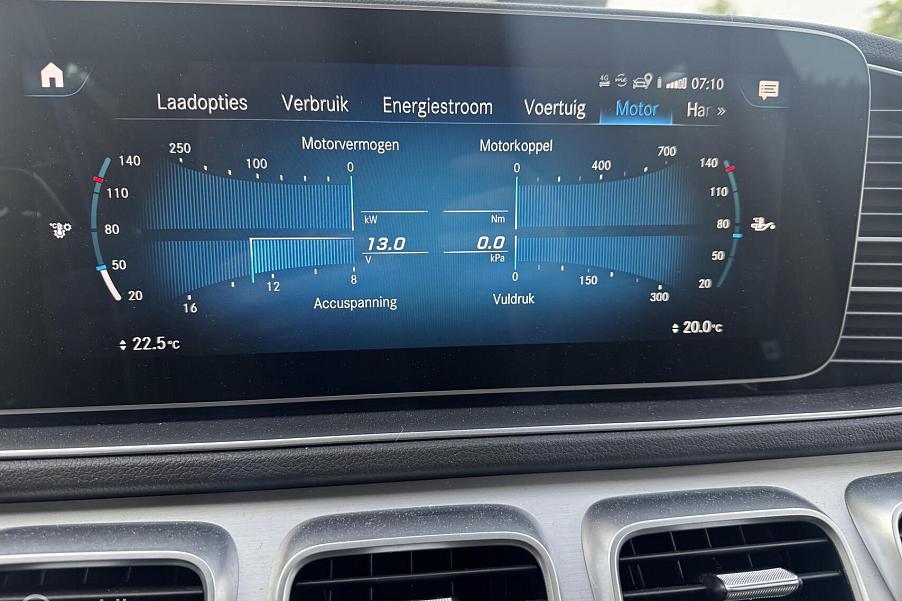 4G 07:10
Laadopties Verbruik Energiestroom Voertuig Motor Har »
Motorvermogen Motorkoppel
250 100 0 0 400 700
140 110 80 50 20
140 110 80 50 20
kW Nm
13.0 0.0
V kPa
16 12 8 0 150 300
Accuspanning Vuldruk
22.5°C 20.0°C